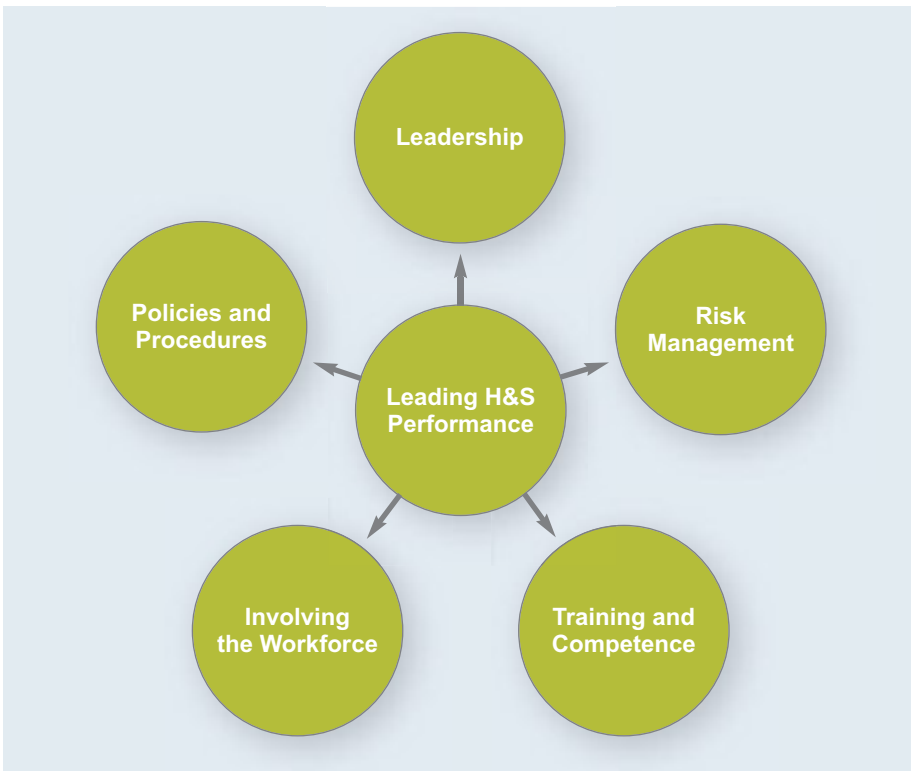 Leadership
Policies and
Procedures
Risk
Management
Leading H&S
Performance
Involving
the Workforce
Training and
Competence